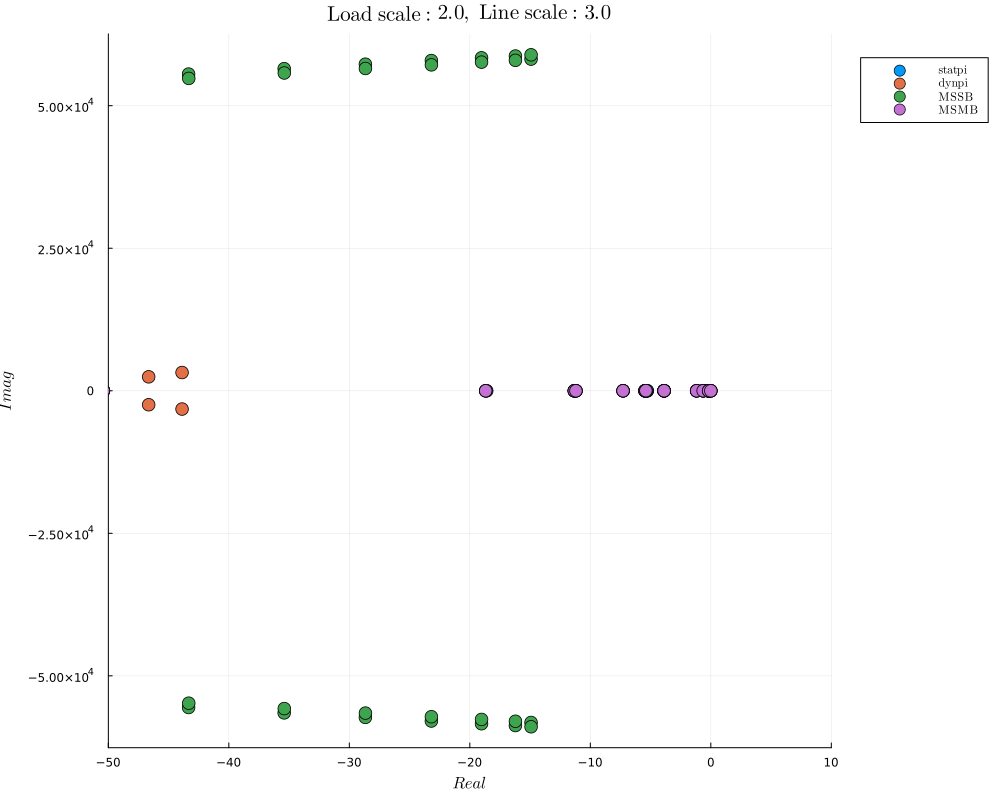 Load scale : 2.0, Line scale : 3.0
statpi
dynpi
MSSB
MSMB
5.00×10⁴
2.50×10⁴
0
−2.50×10⁴
−5.00×10⁴
Imag
−50 −40 −30 −20 −10 0 10
Real